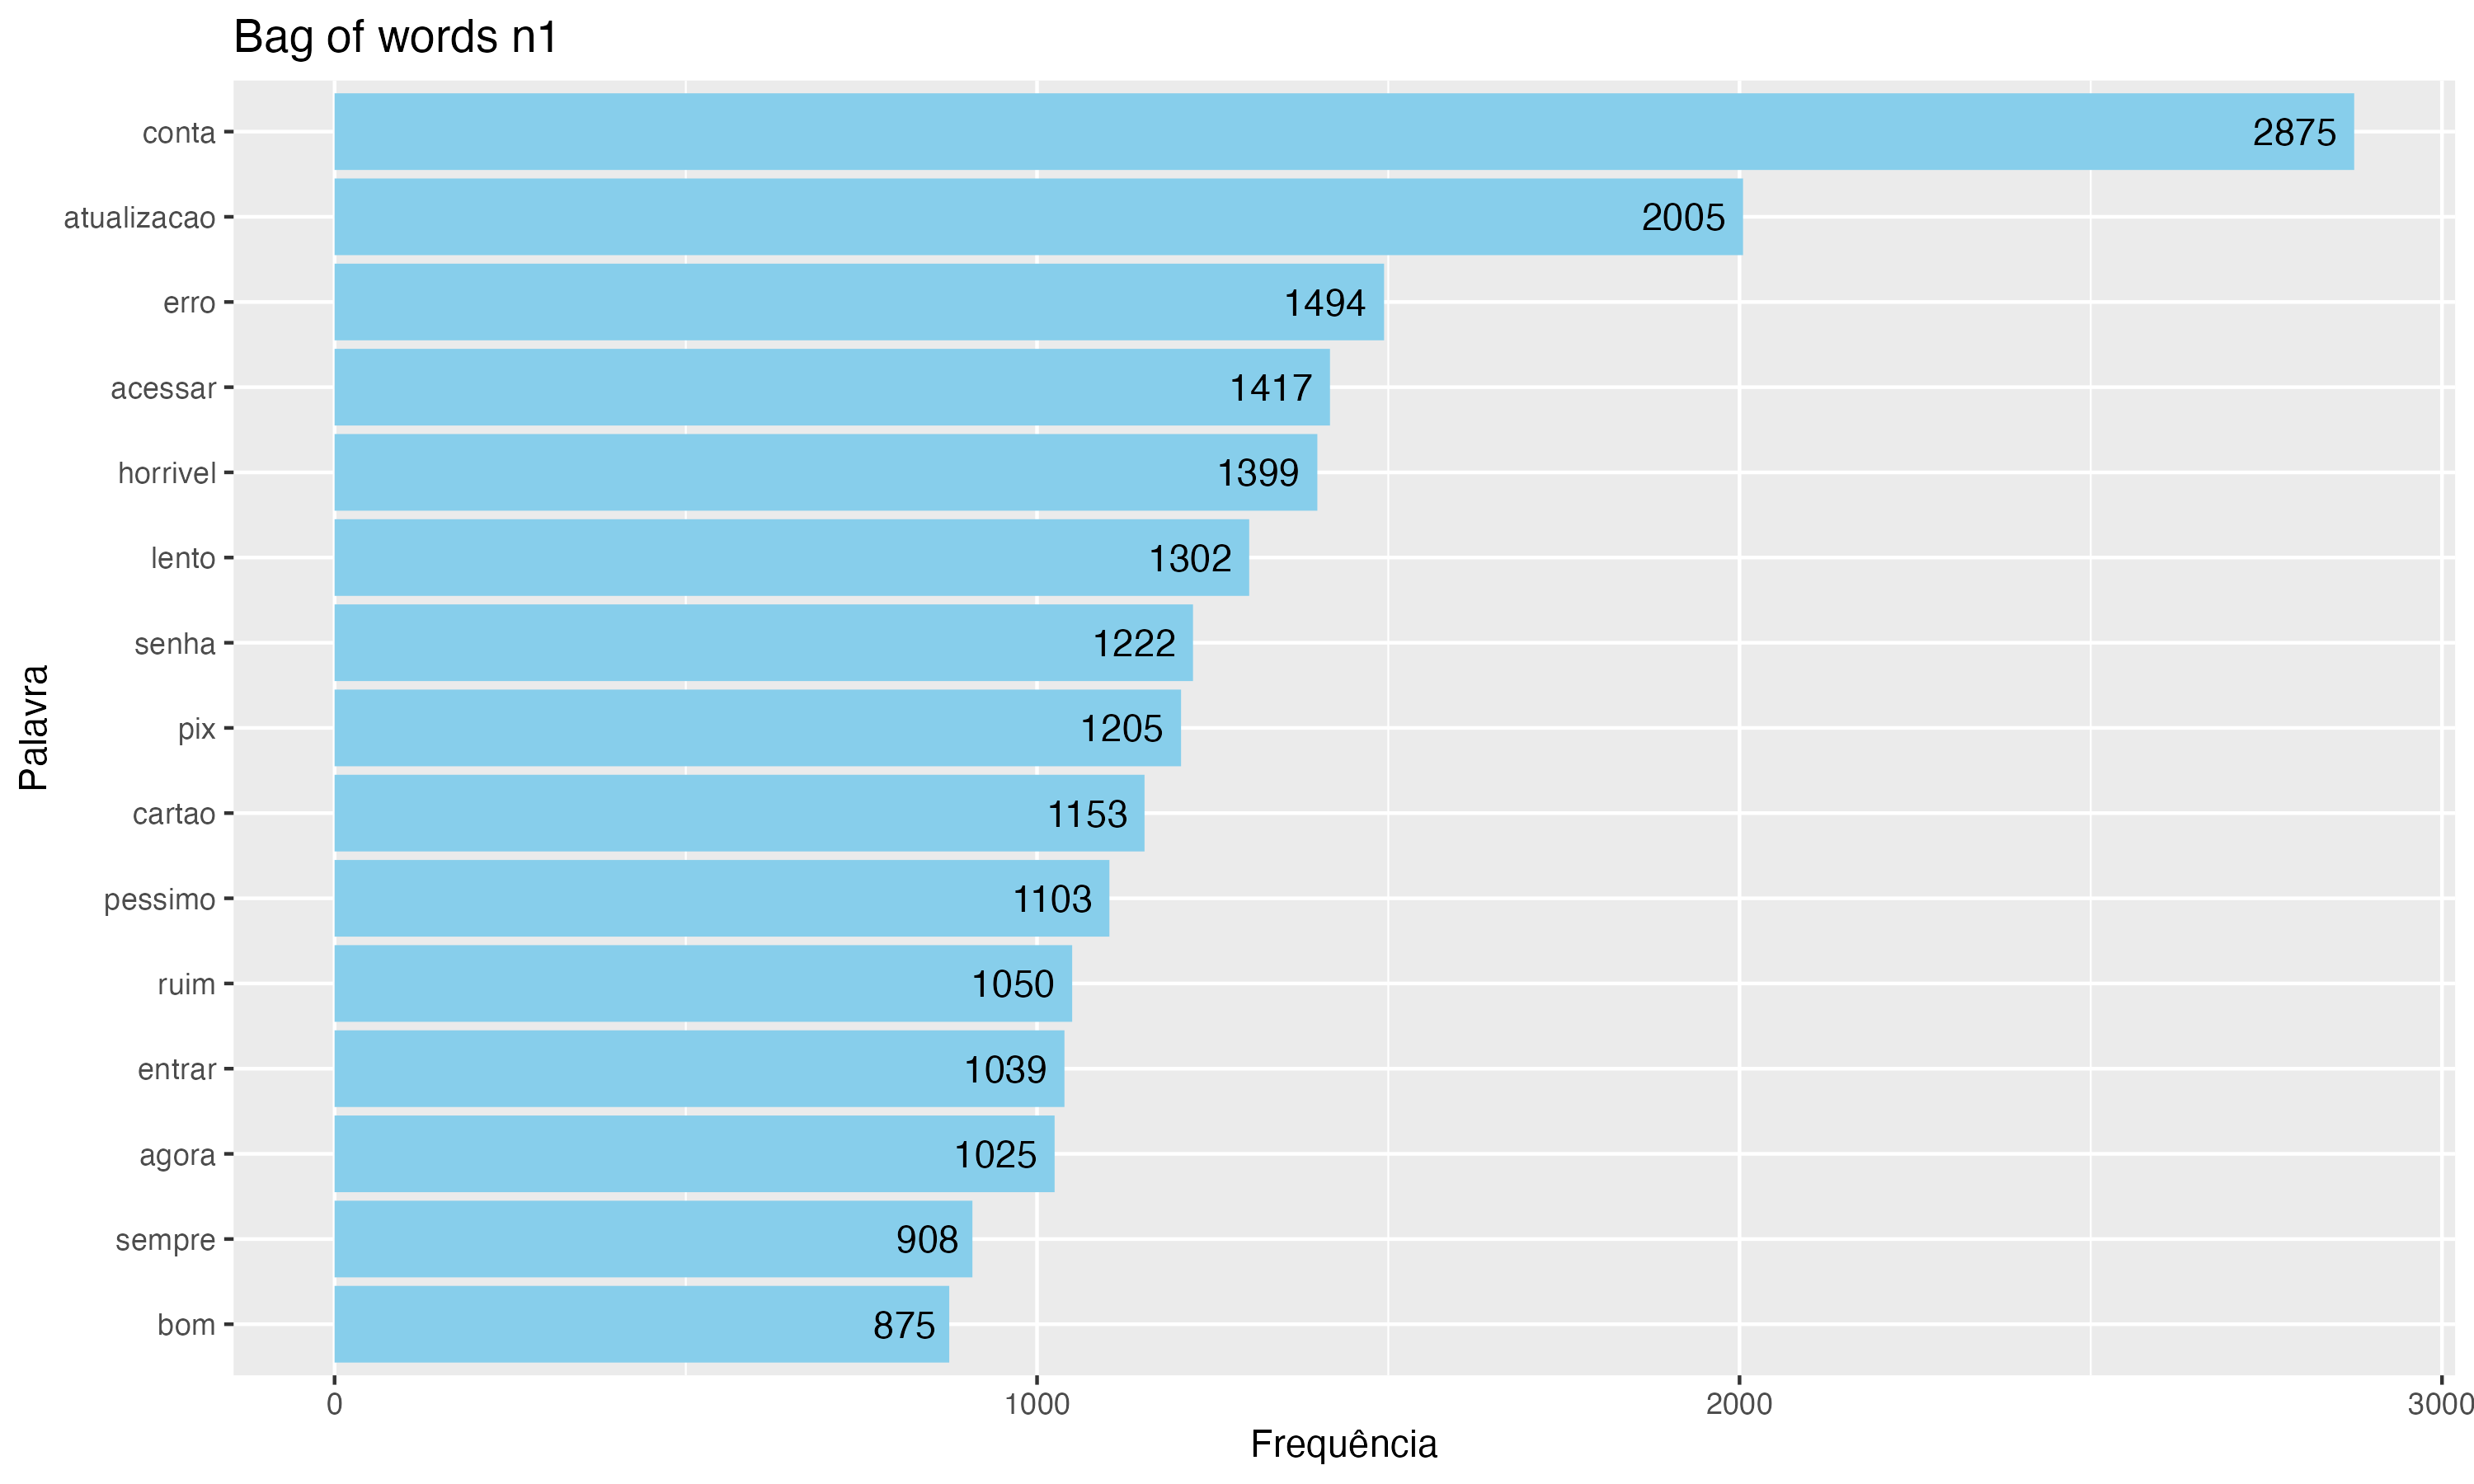 Bag of words n1
conta 2875
atualizacao 2005
erro 1494
acessar 1417
horrivel 1399
lento 1302
senha 1222
pix 1205
cartao 1153
pessimo 1103
ruim 1050
entrar 1039
agora 1025
sempre 908
bom 875
Palavra
0 1000 2000 3000
Frequência